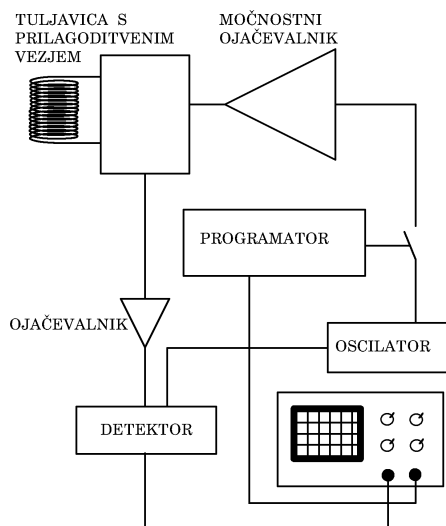 TULJAVICA S
PRILAGODITVENIM
VEZJEM
MOČNOSTNI
OJAČEVALNIK
PROGRAMATOR
OJAČEVALNIK
OSCILATOR
DETEKTOR